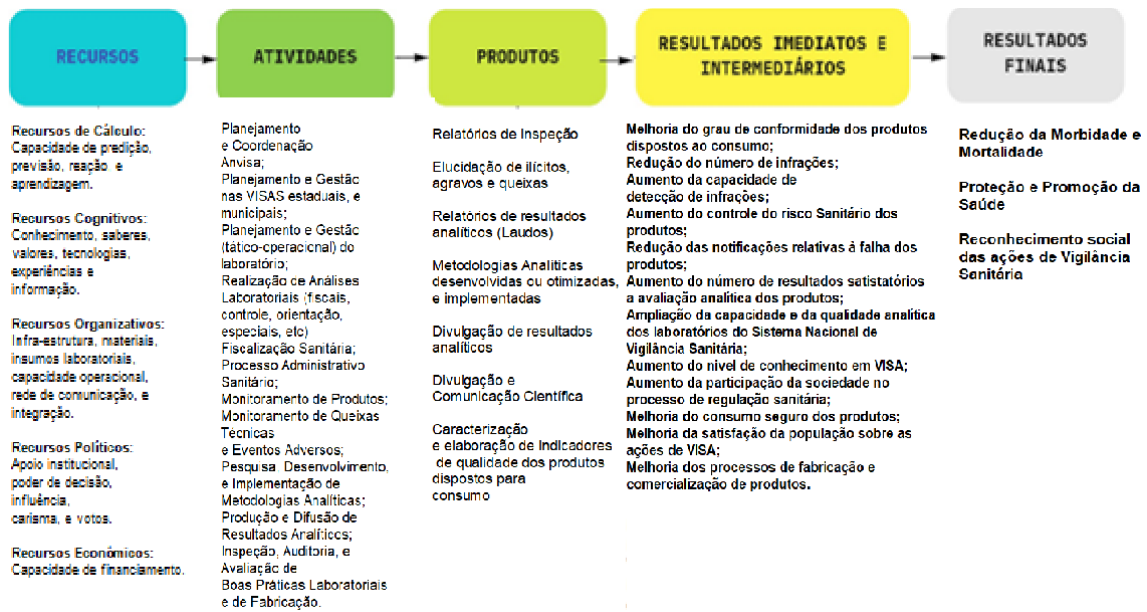 RECURSOS
ATIVIDADES
PRODUTOS
RESULTADOS IMEDIATOS E
INTERMEDIÁRIOS
RESULTADOS
FINAIS
Recursos de Cálculo:
Capacidade de predição,
previsão, reação e
aprendizagem.
Recursos Cognitivos:
Conhecimento, saberes,
valores, tecnologias,
experiências e
informação.
Recursos Organizativos:
Infra-estrutura, materiais,
insumos laboratoriais,
capacidade operacional,
rede de comunicação, e
integração.
Recursos Políticos:
Apoio institucional,
poder de decisão,
influência,
carisma, e votos.
Recursos Econômicos:
Capacidade de financiamento.
Planejamento
e Coordenação
Anvisa;
Planejamento e Gestão
nas VISAS estaduais, e
municipais;
Planejamento e Gestão
(tático-operacional) do
laboratório;
Realização de Análises
Laboratoriais (fiscais,
controle, orientação,
especiais, etc)
Fiscalização Sanitária;
Processo Administrativo
Sanitário;
Monitoramento de Produtos;
Monitoramento de Queixas
Técnicas
e Eventos Adversos;
Pesquisa, Desenvolvimento,
e Implementação de
Metodologias Analíticas;
Produção e Difusão de
Resultados Analíticos;
Inspeção, Auditoria, e
Avaliação de
Boas Práticas Laboratoriais
e de Fabricação.
Relatórios de Inspeção
Elucidação de ilícitos,
agravos e queixas
Relatórios de resultados
analíticos (Laudos)
Metodologias Analíticas
desenvolvidas ou otimizadas,
e implementadas
Divulgação de resultados
analíticos
Divulgação e
Comunicação Científica
Caracterização
e elaboração de Indicadores
de qualidade dos produtos
dispostos para
consumo
Melhoria do grau de conformidade dos produtos
dispostos ao consumo;
Redução do número de infrações;
Aumento da capacidade de
detecção de infrações;
Aumento do controle do risco Sanitário dos
produtos;
Redução das notificações relativas à falha dos
produtos;
Aumento do número de resultados satistatórios
a avaliação analítica dos produtos;
Ampliação da capacidade e da qualidade analítica
dos laboratórios do Sistema Nacional de
Vigilância Sanitária;
Aumento do nível de conhecimento em VISA;
Aumento da participação da sociedade no
processo de regulação sanitária;
Melhoria do consumo seguro dos produtos;
Melhoria da satisfação da população sobre as
ações de VISA;
Melhoria dos processos de fabricação e
comercialização de produtos.
Redução da Morbidade e
Mortalidade
Proteção e Promoção da
Saúde
Reconhecimento social
das ações de Vigilância
Sanitária